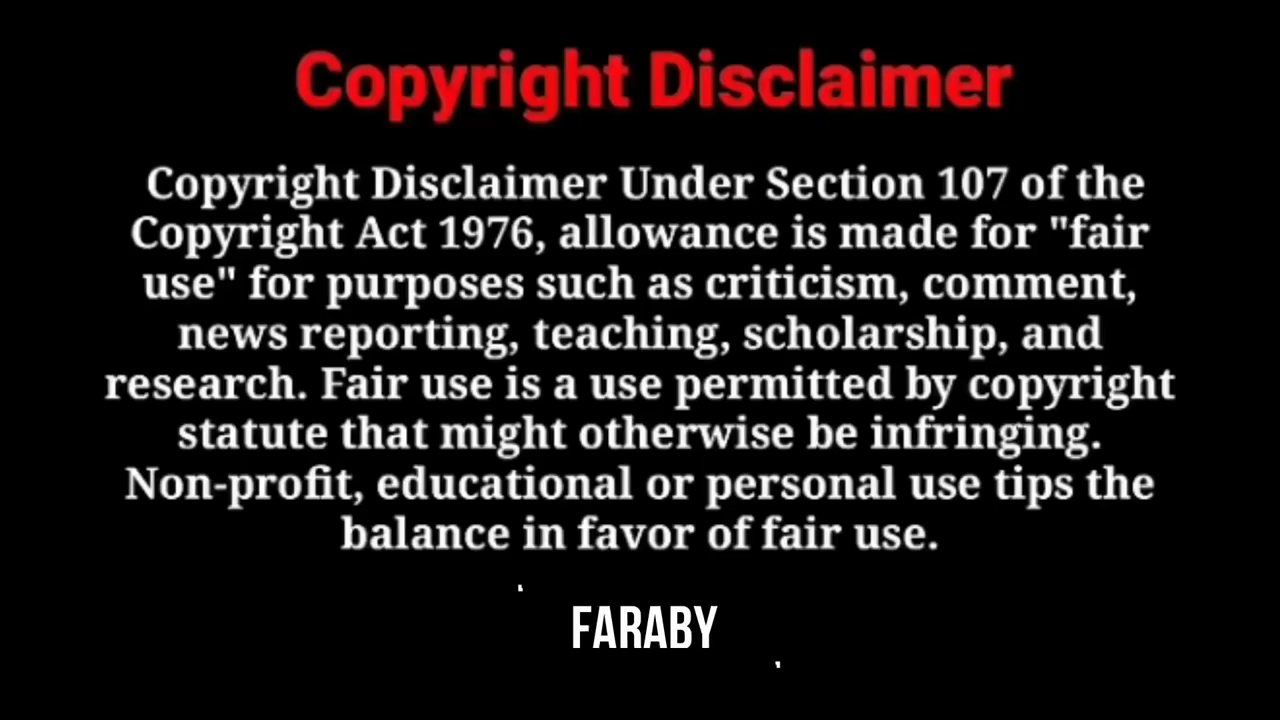 Copyright Disclaimer
Copyright Disclaimer Under Section 107 of the
Copyright Act 1976, allowance is made for "fair
use" for purposes such as criticism, comment,
news reporting, teaching, scholarship, and
research. Fair use is a use permitted by copyright
statute that might otherwise be infringing.
Non-profit, educational or personal use tips the
balance in favor of fair use.
FARABY